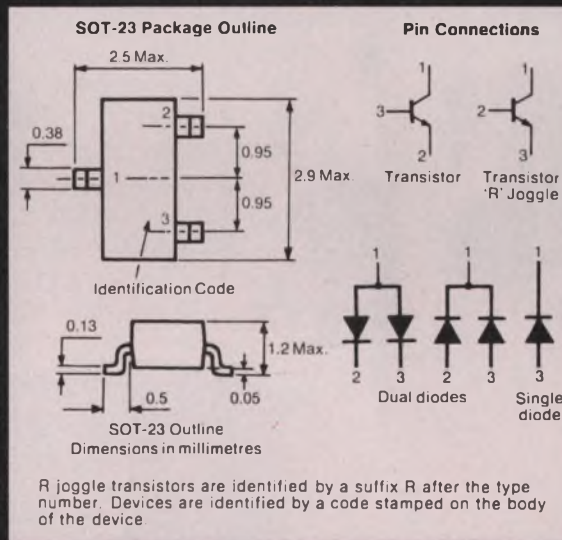 SOT-23 Package Outline
2.5 Max.
0.38
2
1
3
0.95
0.95
2.9 Max.
Identification Code
0.13
0.5
1.2 Max.
0.05
SOT-23 Outline
Dimensions in millimetres
Pin Connections
1
3
2
Transistor
1
2
3
Transistor
'R' Joggle
1
2 3
1
2 3
Dual diodes
1
3
Single
diode
R joggle transistors are identified by a suffix R after the type
number. Devices are identified by a code stamped on the body
of the device.